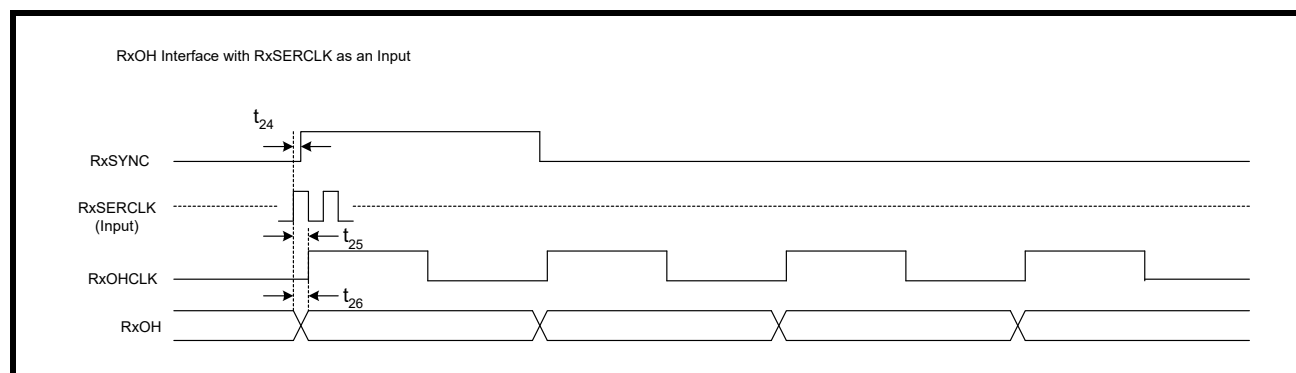 RxOH Interface with RxSERCLK as an Input
t24
RxSYNC
RxSERCLK
(Input)
t25
RxOHCLK
t26
RxOH